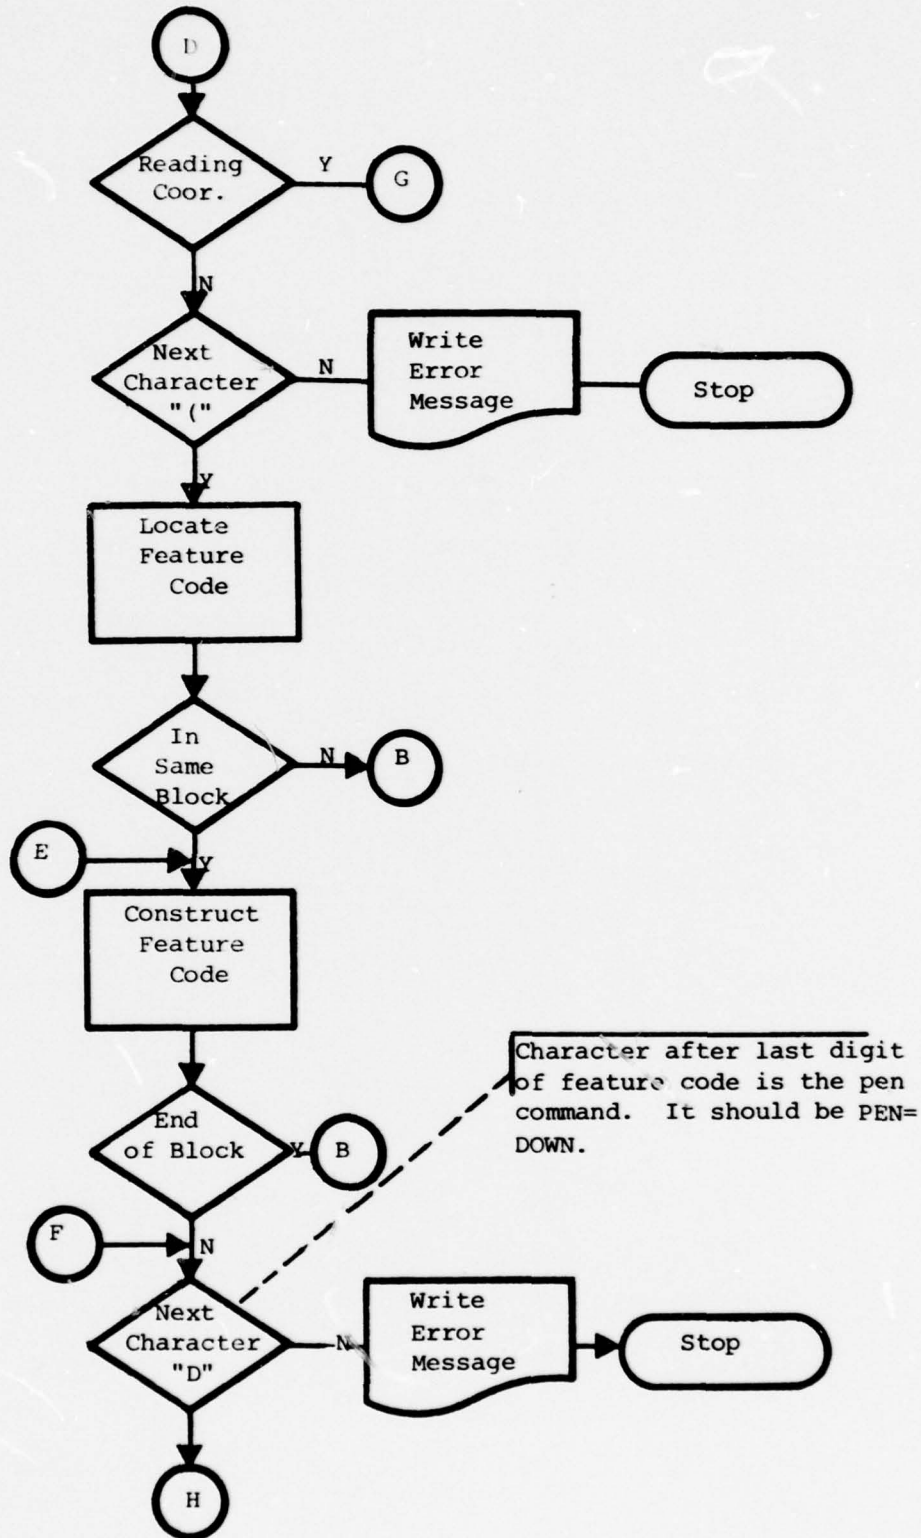 D
Reading
Coor.
Y
G
N
Next
Character
"("
N
Write
Error
Message
Stop
Y
Locate
Feature
Code
In
Same
Block
N
B
E
Y
Construct
Feature
Code
Character after last digit
of feature code is the pen
command. It should be PEN=
DOWN.
End
of Block
Y
B
F
N
Next
Character
"D"
N
Write
Error
Message
Stop
H